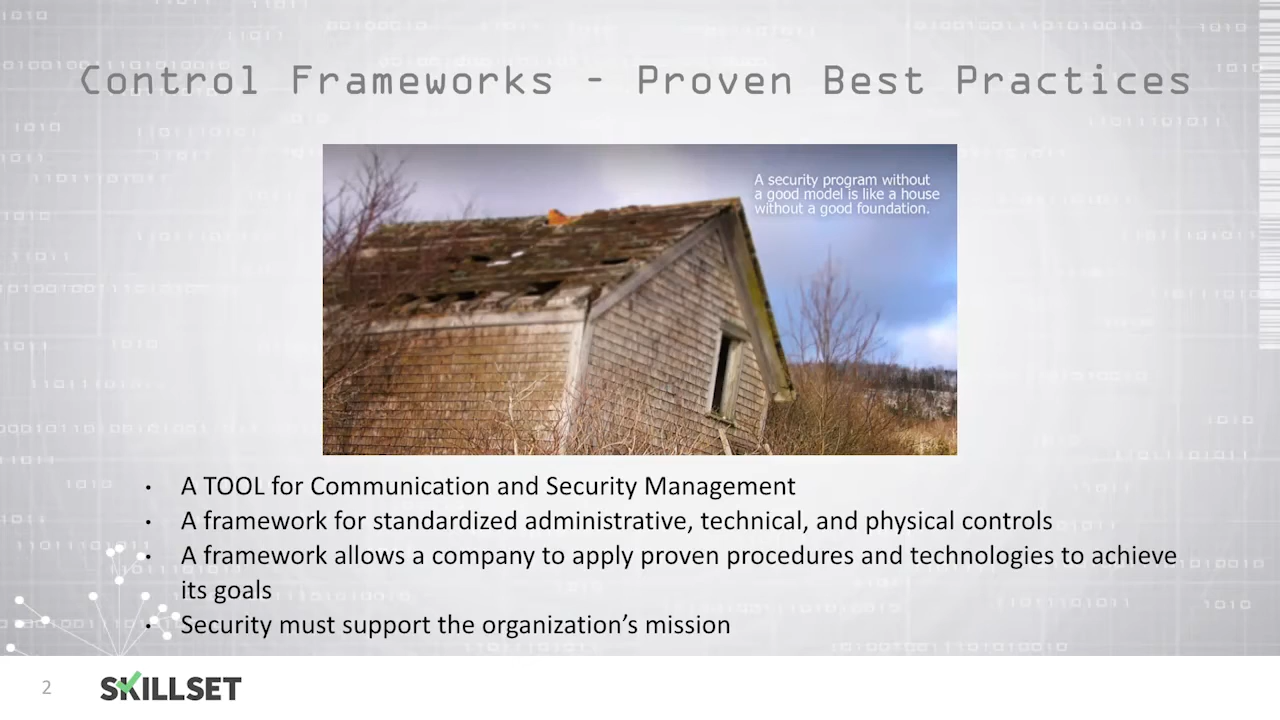 Control Frameworks - Proven Best Practices
A security program without
a good model is like a house
without a good foundation.
• A TOOL for Communication and Security Management
• A framework for standardized administrative, technical, and physical controls
• A framework allows a company to apply proven procedures and technologies to achieve
its goals
• Security must support the organization’s mission
2
SKILLSET